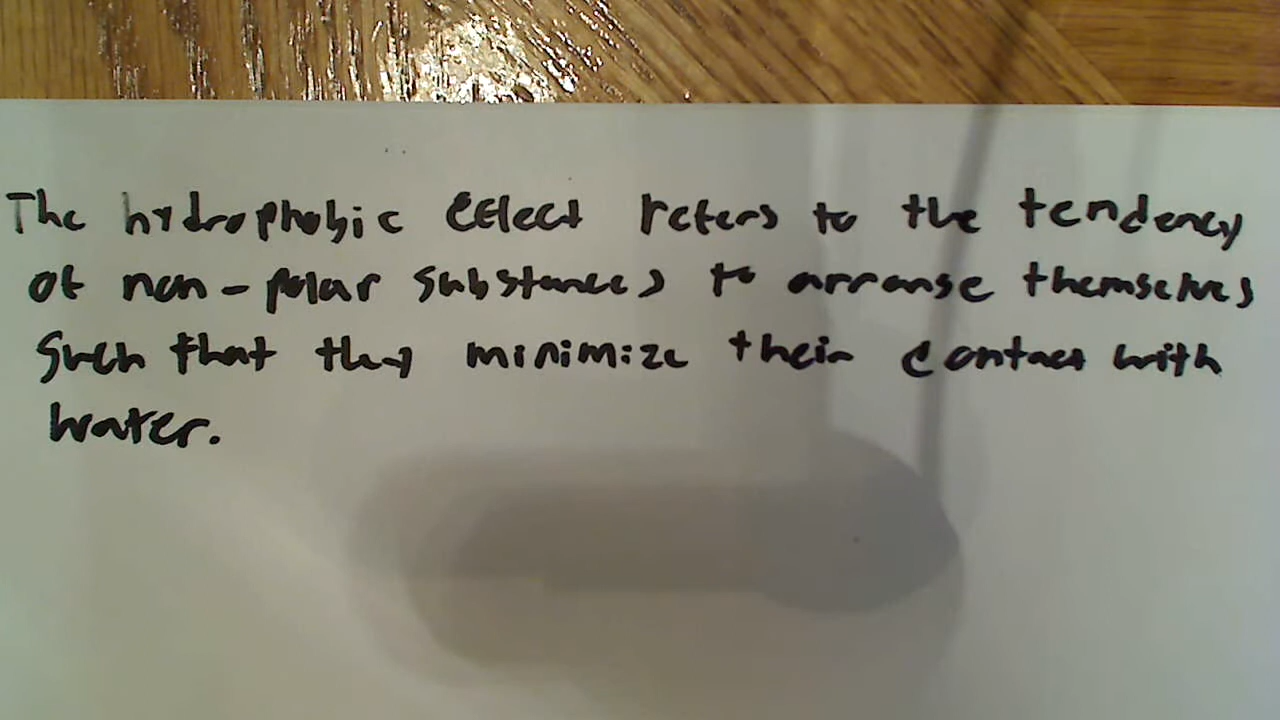 The hydrophobic effect refers to the tendency
of non-polar substances to arrange themselves
such that they minimize their contact with
water.